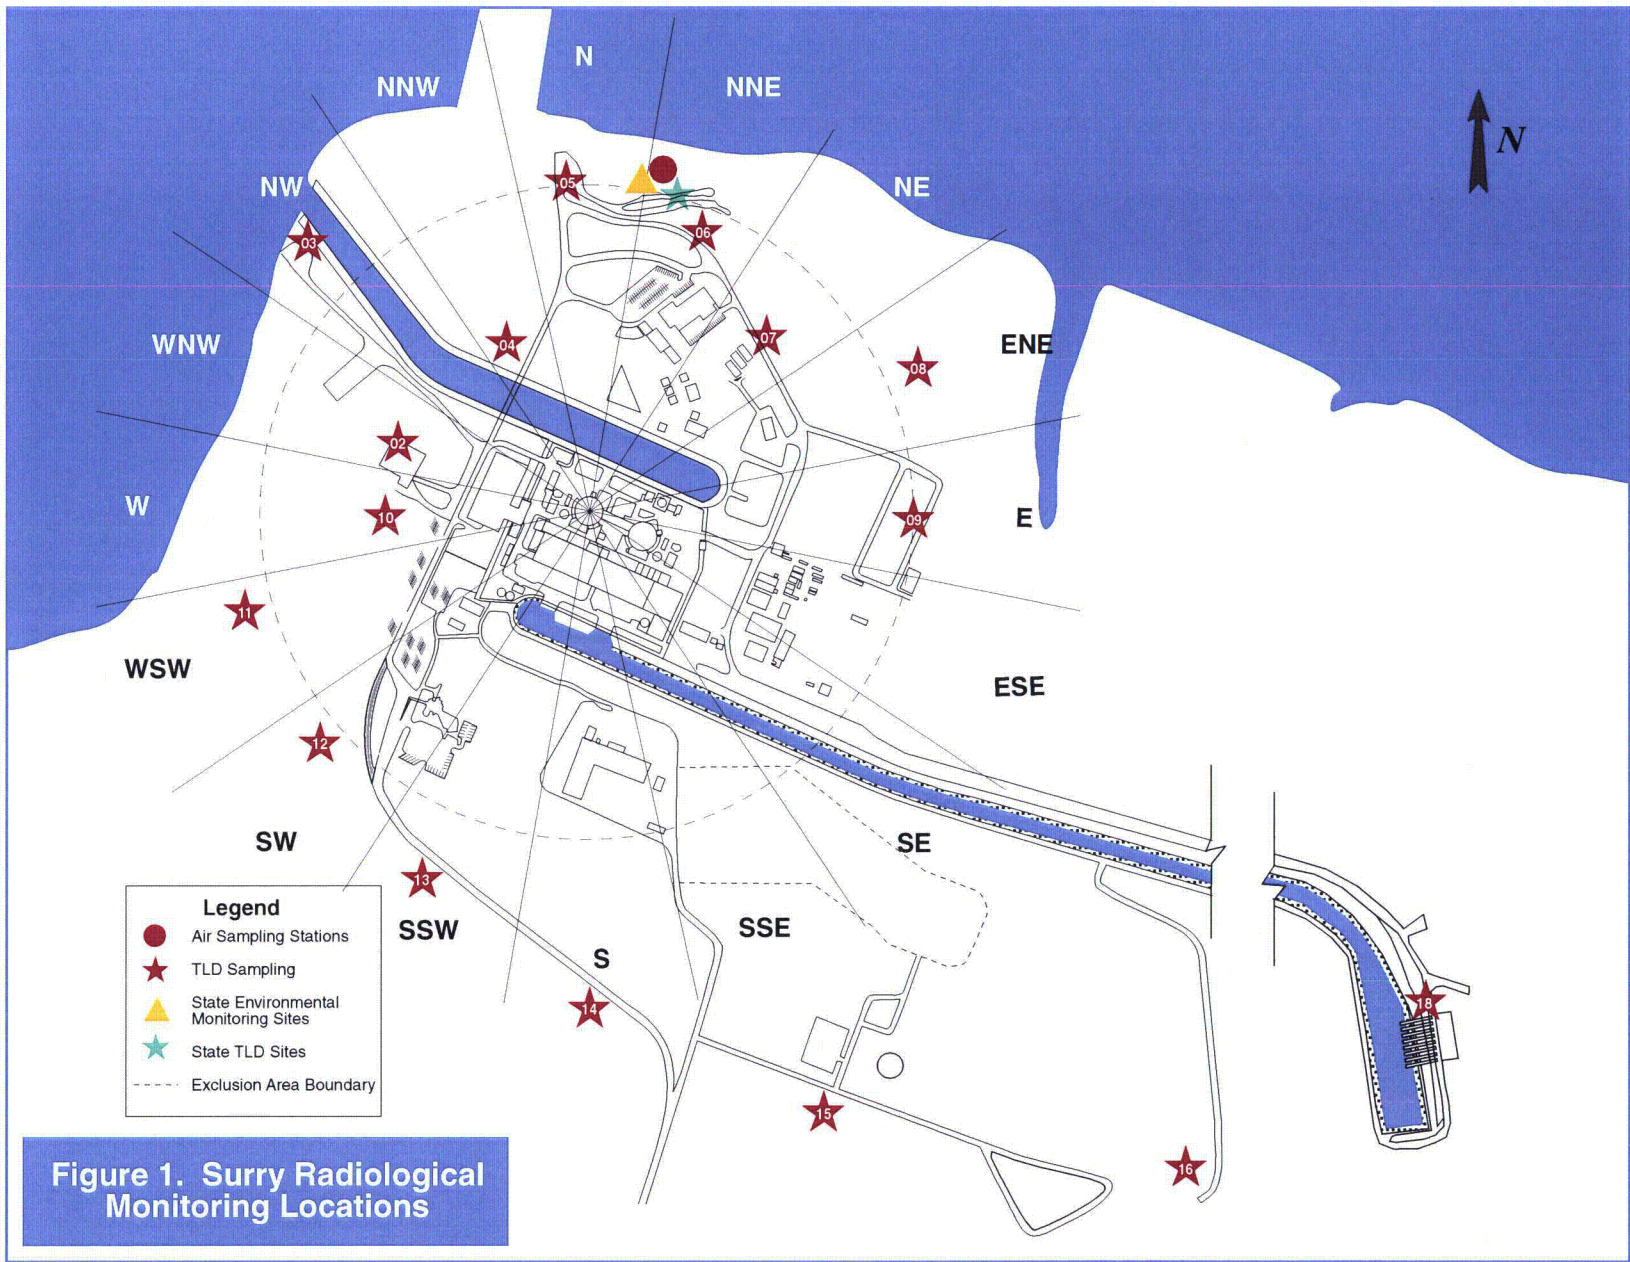 N
NNW
NNE
N
NW
NE
05
06
03
WNW
04
07
ENE
08
02
W
10
09
E
11
WSW
ESE
12
SW
SE
13
SSW
SSE
S
14
18
15
16
Legend
Air Sampling Stations
TLD Sampling
State Environmental
Monitoring Sites
State TLD Sites
Exclusion Area Boundary
Figure 1. Surry Radiological
Monitoring Locations